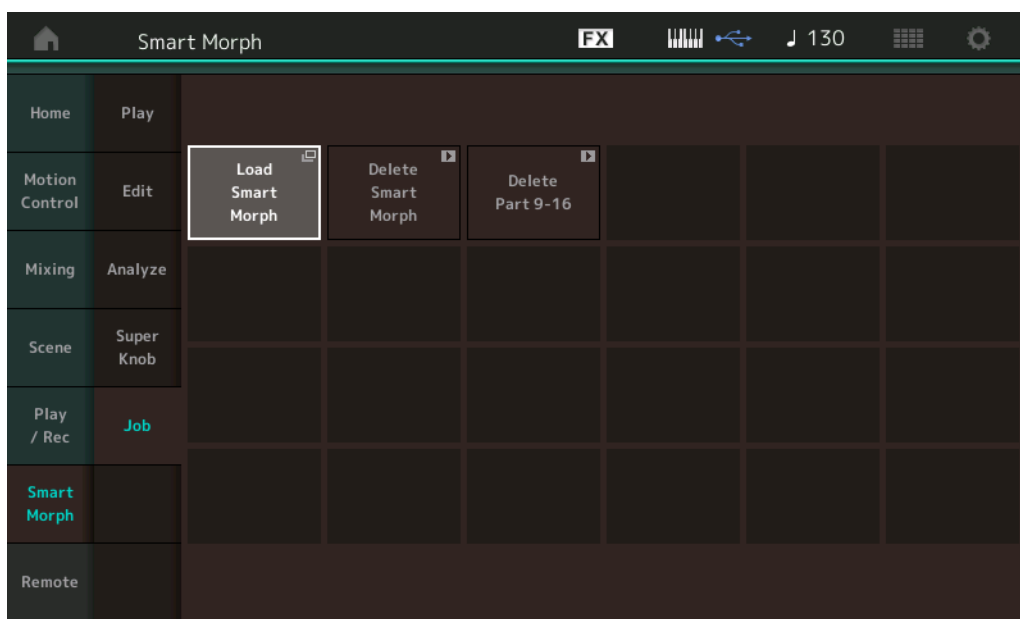 Smart Morph
FX
♩ 130
Home
Motion
Control
Mixing
Scene
Play
/ Rec
Smart
Morph
Remote
Play
Edit
Analyze
Super
Knob
Job
Load
Smart
Morph
Delete
Smart
Morph
Delete
Part 9-16